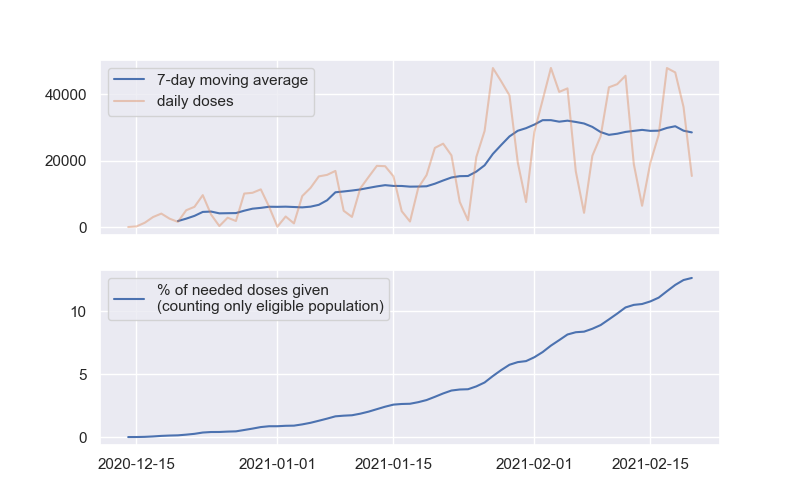 7-day moving average
daily doses
40000
20000
0
% of needed doses given
(counting only eligible population)
10
5
0
2020-12-15 2021-01-01 2021-01-15 2021-02-01 2021-02-15